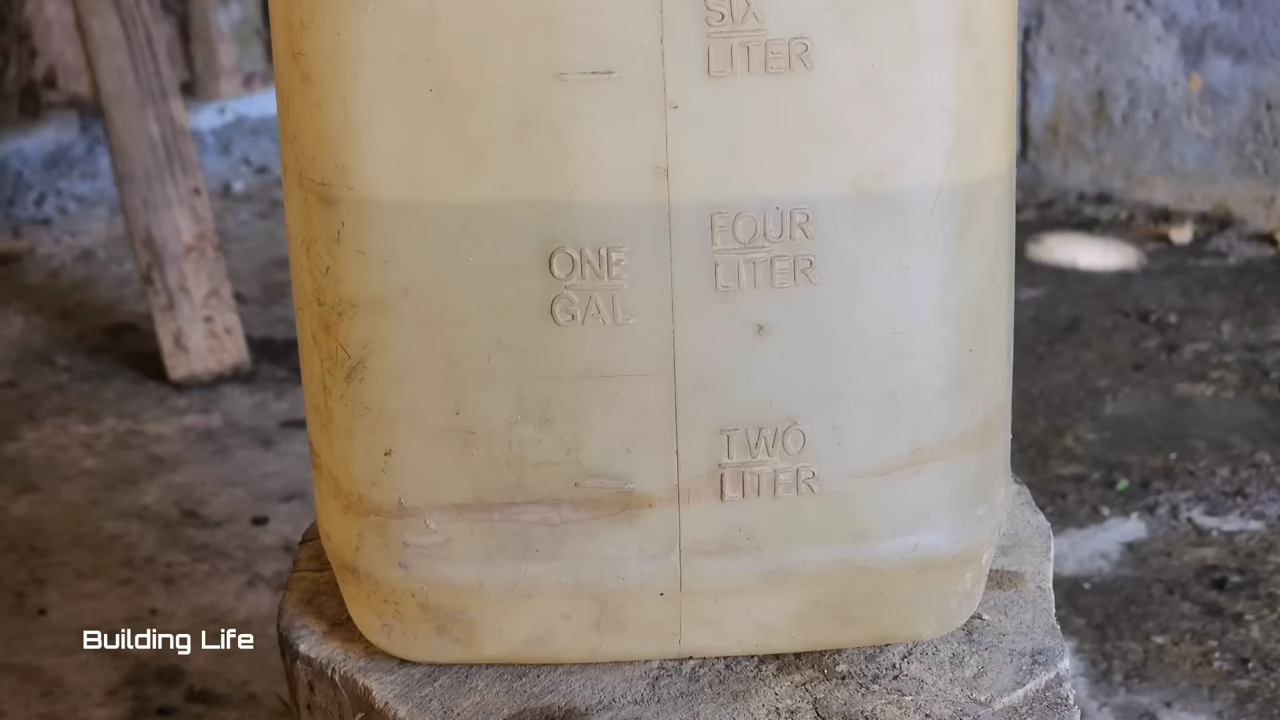 SIX
LITER
FOUR
LITER
ONE
GAL
TWO
LITER
Building Life